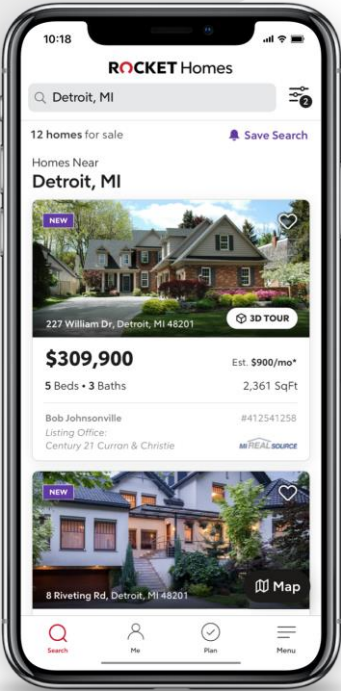 10:18
ROCKET Homes
Detroit, MI
2
12 homes for sale
Save Search
Homes Near
Detroit, MI
NEW
227 William Dr, Detroit, MI 48201
3D TOUR
$309,900
Est. $900/mo*
5 Beds • 3 Baths
2,361 SqFt
Bob Johnsonville
#412541258
Listing Office:
Century 21 Curran & Christie
MI REAL SOURCE
NEW
8 Riveting Rd, Detroit, MI 48201
Map
Search
Me
Plan
Menu